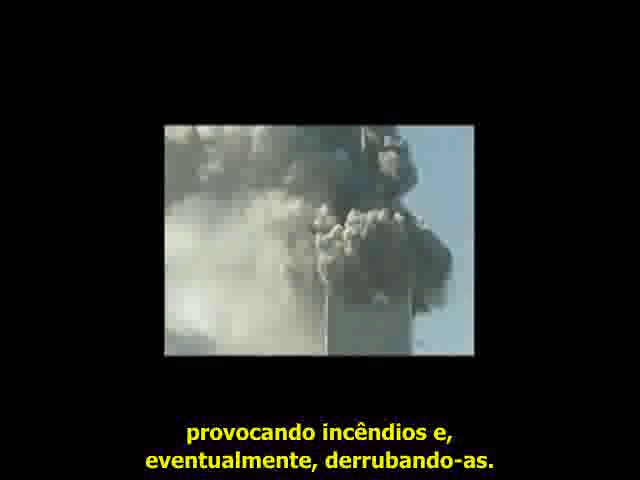 provocando incêndios e,
eventualmente, derrubando-as.